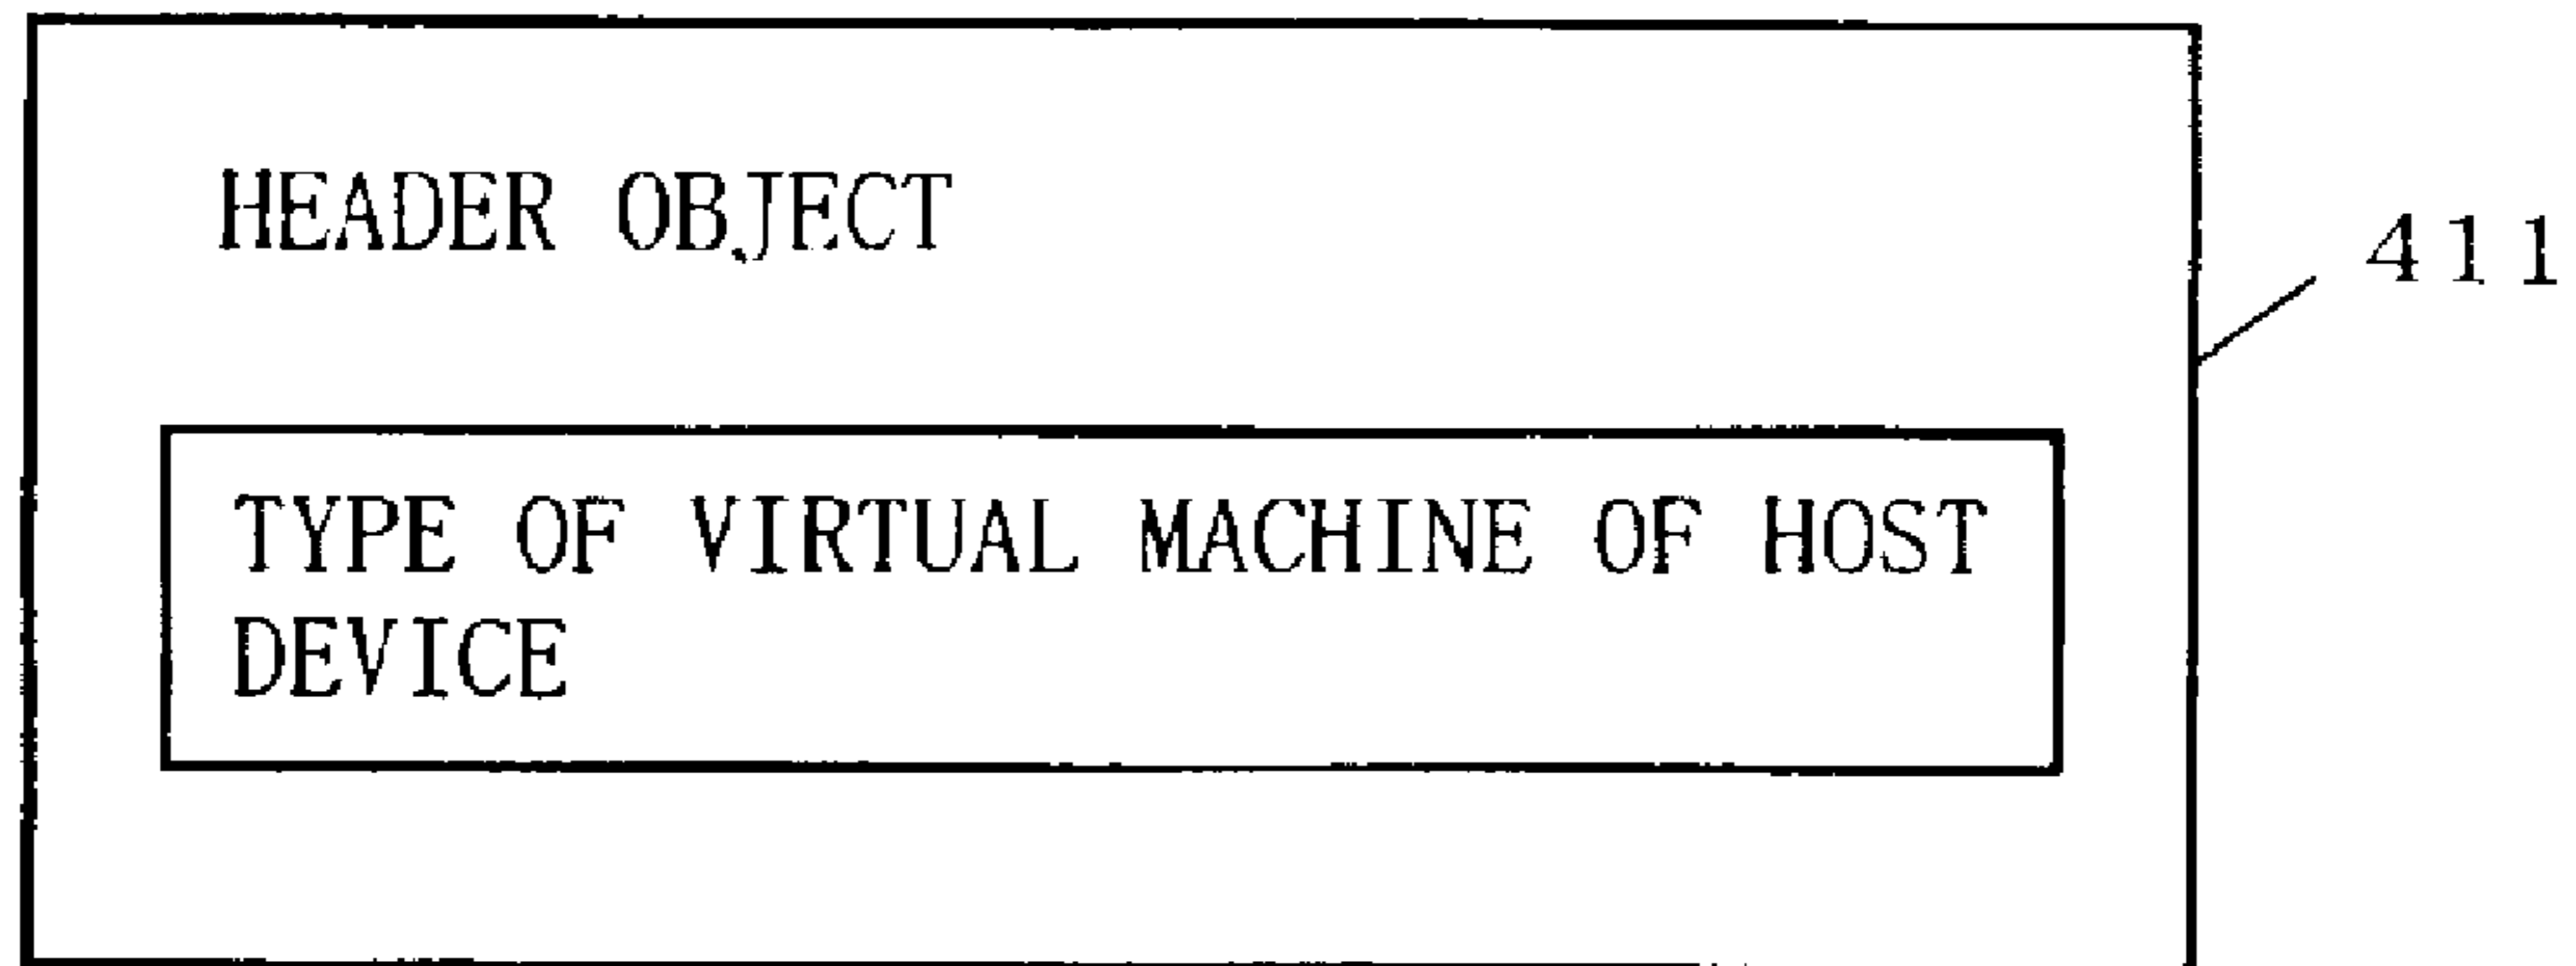 HEADER OBJECT
411
TYPE OF VIRTUAL MACHINE OF HOST
DEVICE